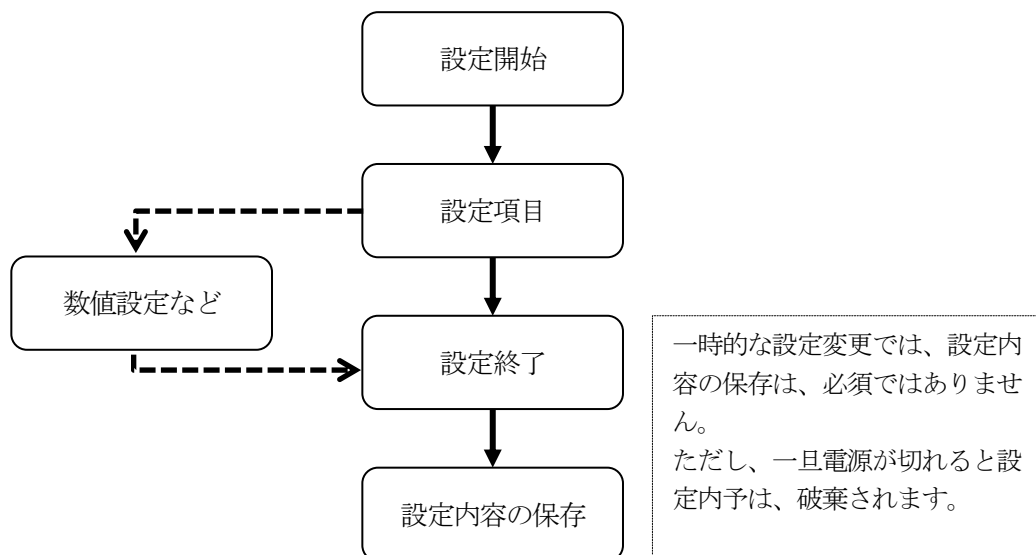 設定開始
設定項目
数値設定など
設定終了
一時的な設定変更では、設定内
容の保存は、必須ではありませ
ん。
ただし、一旦電源が切れると設
定内予は、破棄されます。
設定内容の保存